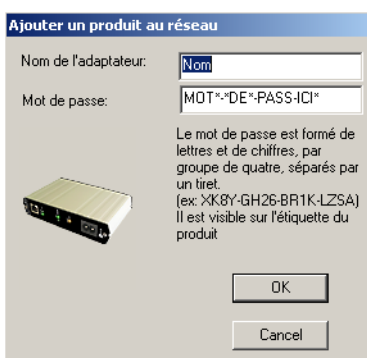 Ajouter un produit au réseau
Nom de l'adaptateur:
Nom
Mot de passe:
MOT*-*DE*-PASS-ICI*
Le mot de passe est formé de
lettres et de chiffres, par
groupe de quatre, séparés par
un tiret.
(ex: XK8Y-GH26-BR1K-LZSA)
Il est visible sur l'étiquette du
produit
OK
Cancel